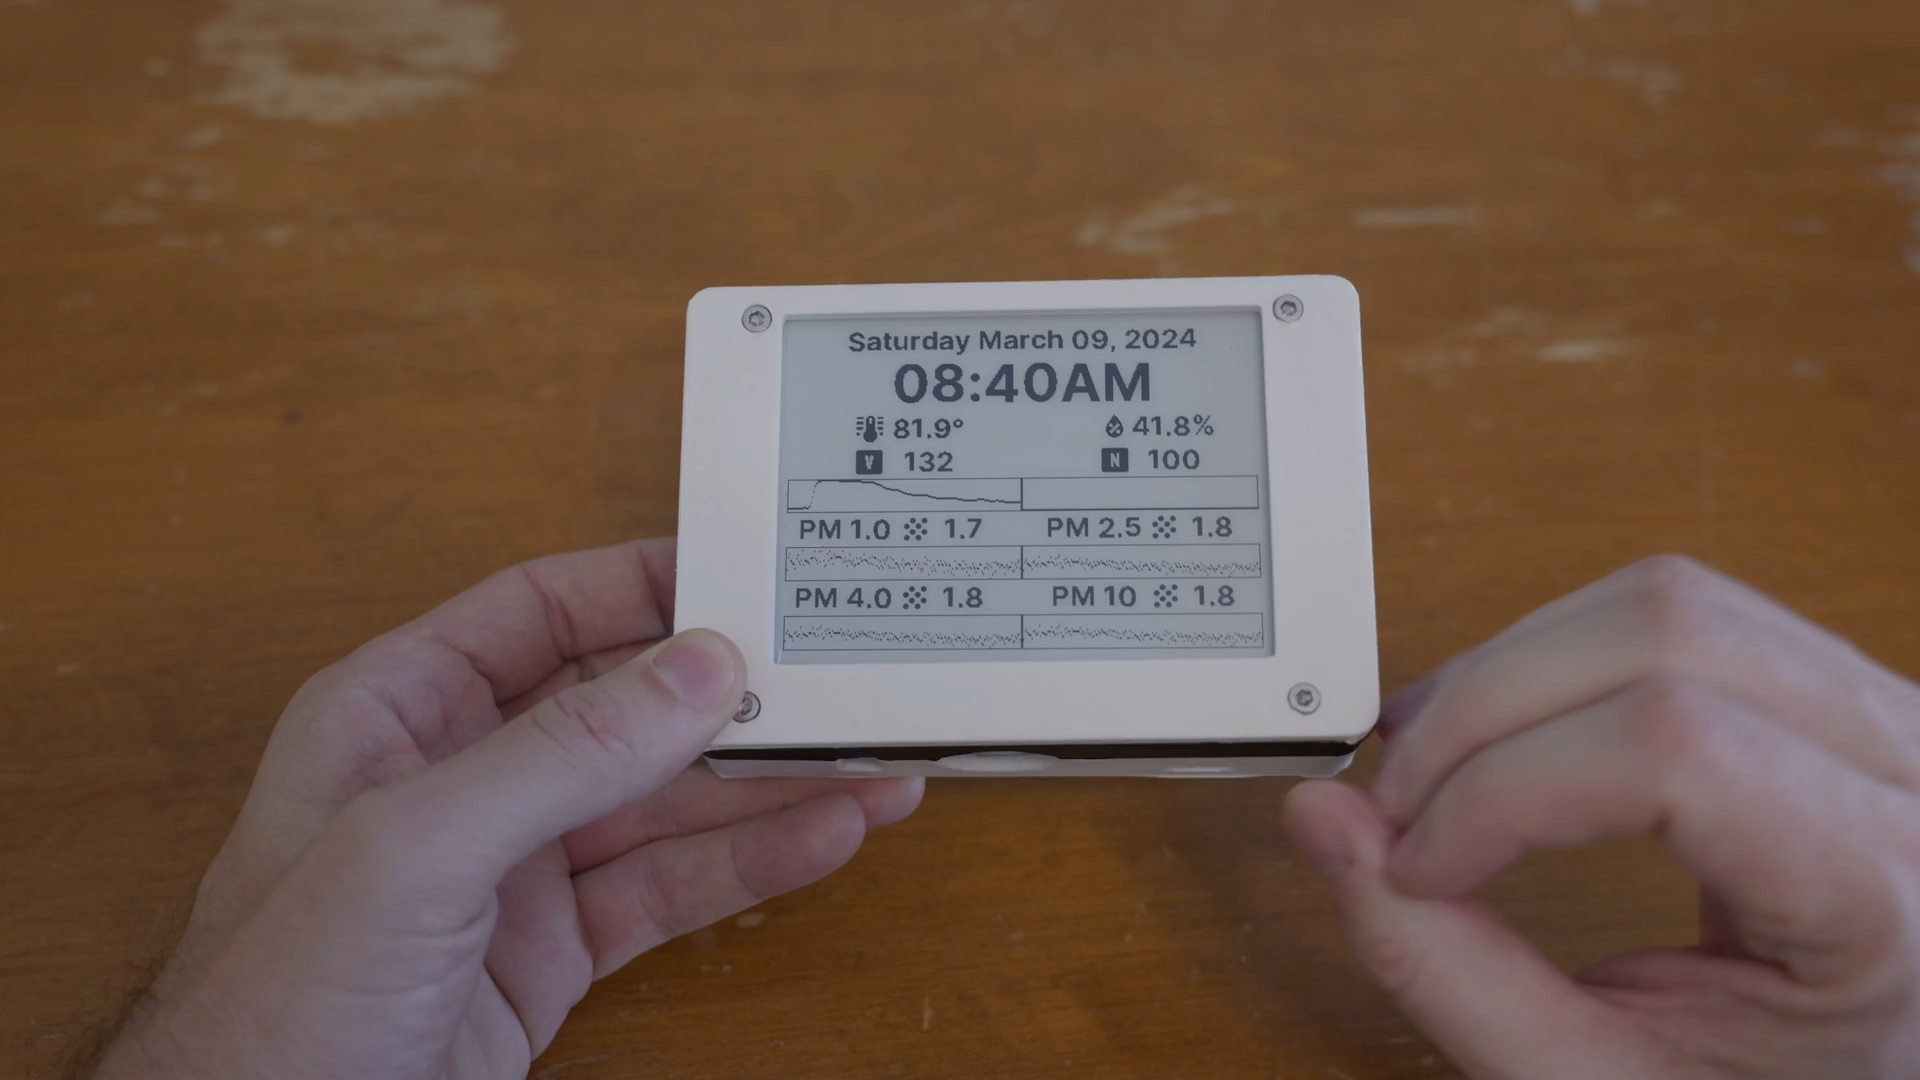 Saturday March 09, 2024
08:40AM
81.9° 41.8%
V 132 N 100
PM 1.0 1.7 PM 2.5 1.8
PM 4.0 1.8 PM 10 1.8